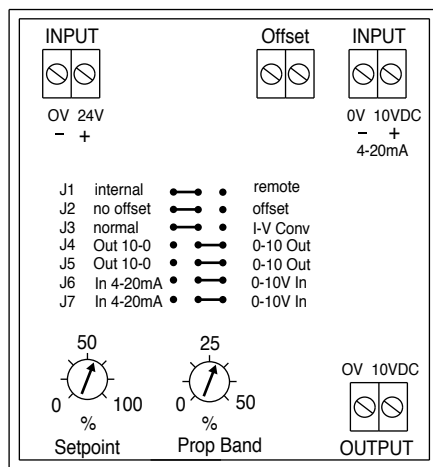 INPUT Offset INPUT
OV 24V 0V 10VDC
- + - +
4-20mA
J1 internal remote
J2 no offset offset
J3 normal I-V Conv
J4 Out 10-0 0-10 Out
J5 Out 10-0 0-10 Out
J6 In 4-20mA 0-10V In
J7 In 4-20mA 0-10V In
50 25
0 100 0 50
% %
Setpoint Prop Band
OV 10VDC
OUTPUT